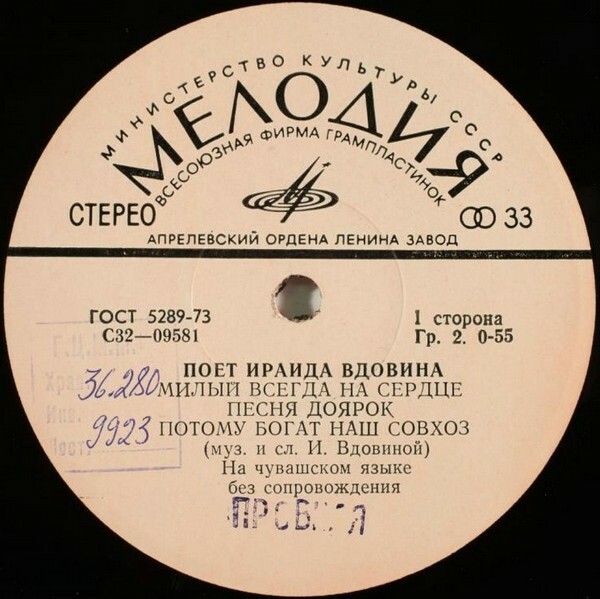 МИНИСТЕРСТВО КУЛЬТУРЫ СССР
МЕЛОДИЯ
ВСЕСОЮЗНАЯ ФИРМА ГРАМПЛАСТИНОК
СТЕРЕО
33
АПРЕЛЕВСКИЙ ОРДЕНА ЛЕНИНА ЗАВОД
ГОСТ 5289-73
С32—09581
I сторона
Гр. 2. 0-55
36.280
9923
ПОЕТ ИРАИДА ВДОВИНА
МИЛЫЙ ВСЕГДА НА СЕРДЦЕ
ПЕСНЯ ДОЯРОК
ПОТОМУ БОГАТ НАШ СОВХОЗ
(муз. и сл. И. Вдовиной)
На чувашском языке
без сопровождения